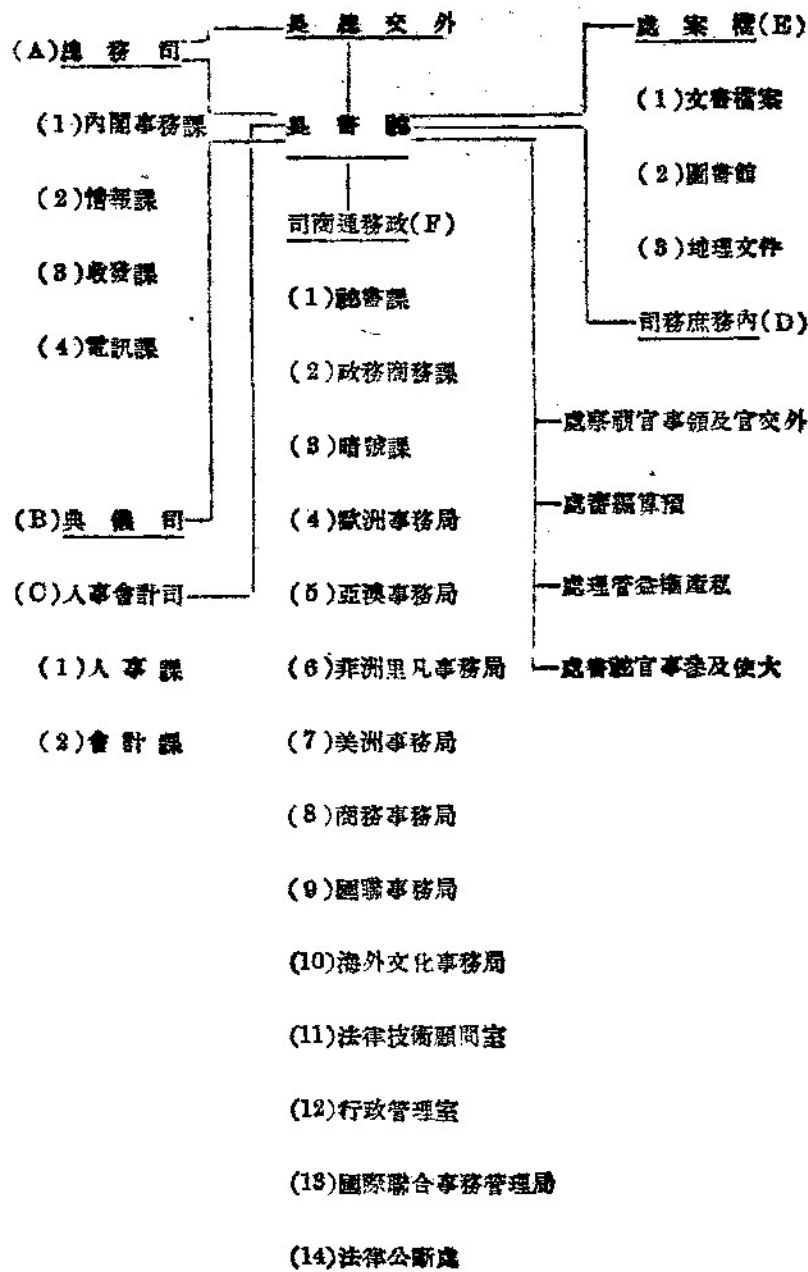 外交總長
秘書長
(A)總務司
(1)內閣事務課
(2)情報課
(3)收發課
(4)電訊課
(B)典儀司
(C)人事會計司
(1)人事課
(2)會計課
(F)政務通商司
(1)秘書課
(2)政務商務課
(3)暗號課
(4)歐洲事務局
(5)亞澳事務局
(6)非洲里凡事務局
(7)美洲事務局
(8)商務事務局
(9)國聯事務局
(10)海外文化事務局
(11)法律技術顧問室
(12)行政管理室
(13)國際聯合事務管理局
(14)法律公斷處
(E)檔案處
(1)文書檔案
(2)圖書館
(3)地理文件
(D)內務庶務司
外交官及領事官視察處
預算編審處
私產權益管理處
大使及參事官秘書處